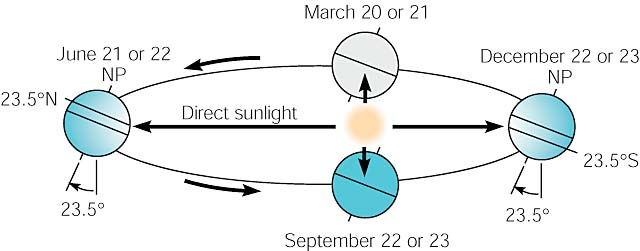 March 20 or 21
June 21 or 22
NP
December 22 or 23
NP
23.5°N
Direct sunlight
23.5°S
23.5°
23.5°
September 22 or 23